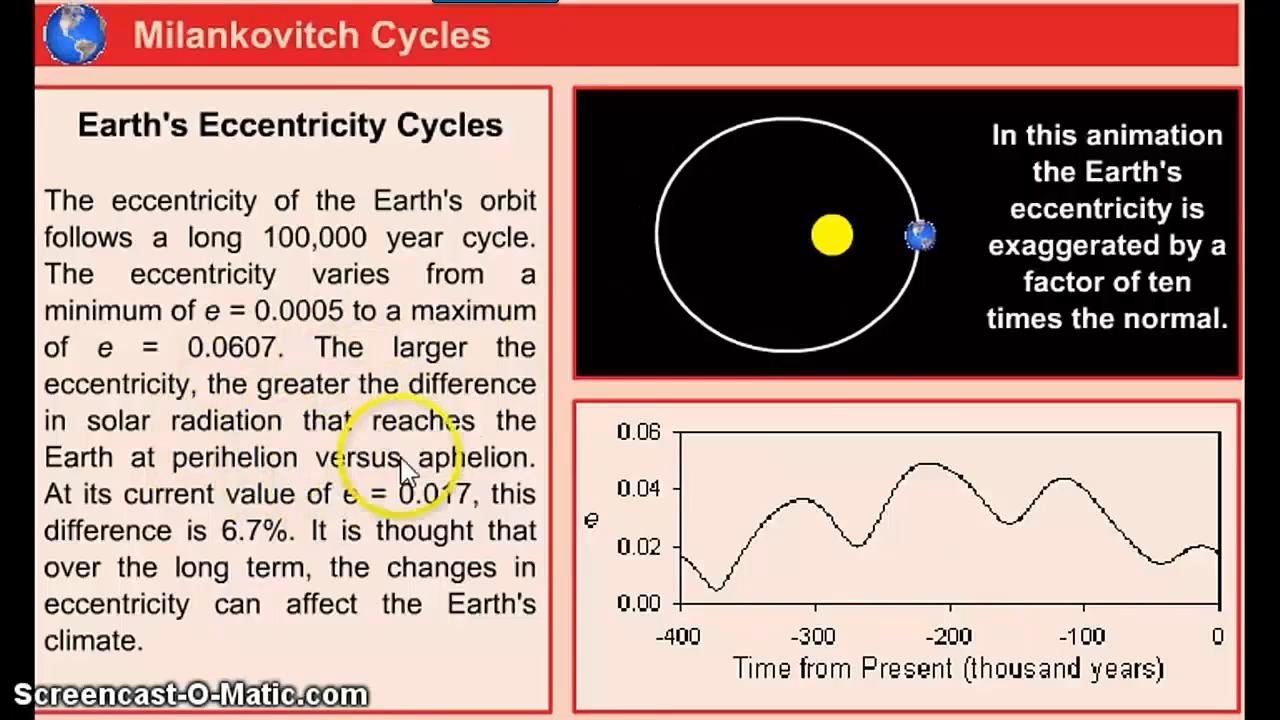 Milankovitch Cycles
Earth's Eccentricity Cycles
The eccentricity of the Earth's orbit
follows a long 100,000 year cycle.
The eccentricity varies from a
minimum of e = 0.0005 to a maximum
of e = 0.0607. The larger the
eccentricity, the greater the difference
in solar radiation that reaches the
Earth at perihelion versus aphelion.
At its current value of e = 0.017, this
difference is 6.7%. It is thought that
over the long term, the changes in
eccentricity can affect the Earth's
climate.
In this animation
the Earth's
eccentricity is
exaggerated by a
factor of ten
times the normal.
0.06
0.04
e
0.02
0.00
-400 -300 -200 -100 0
Time from Present (thousand years)
Screencast-O-Matic.com